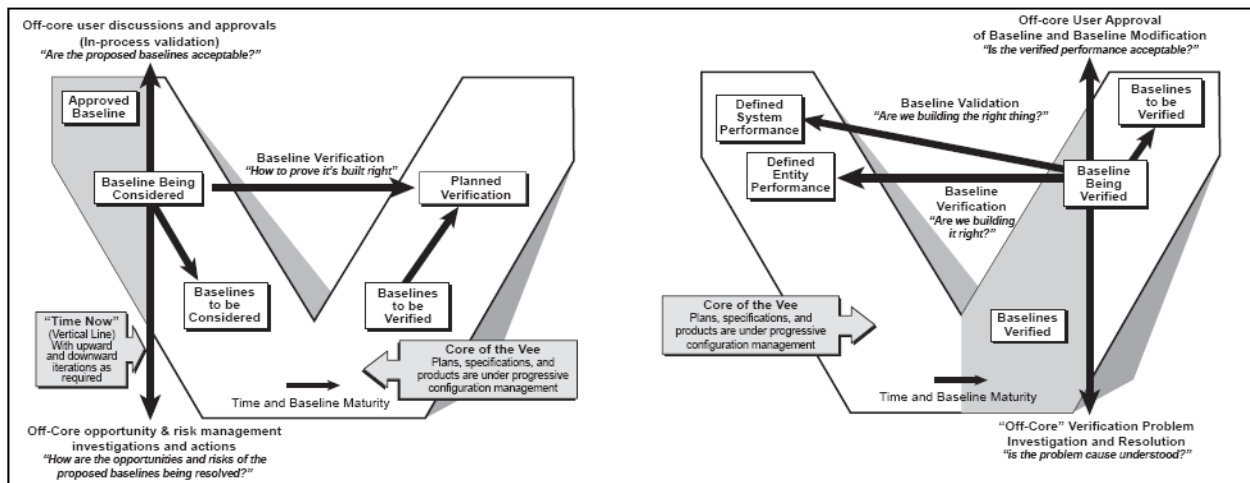 Off-core user discussions and approvals
(In-process validation)
“Are the proposed baselines acceptable?”
Approved
Baseline
Baseline Verification
“How to prove it's built right”
Baseline Being
Considered
Planned
Verification
Baselines
to be
Considered
Baselines
to be
Verified
“Time Now”
(Vertical Line)
With upward
and downward
iterations as
required
Core of the Vee
Plans, specifications, and
products are under progressive
configuration management
Time and Baseline Maturity
Off-Core opportunity & risk management
investigations and actions
“How are the opportunities and risks of the
proposed baselines being resolved?”
Off-core User Approval
of Baseline and Baseline Modification
“Is the verified performance acceptable?”
Defined
System
Performance
Baseline Validation
“Are we building the right thing?”
Baselines
to be
Verified
Defined
Entity
Performance
Baseline
Verification
“Are we building
it right?”
Baseline
Being
Verified
Core of the Vee
Plans, specifications, and
products are under progressive
configuration management
Baselines
Verified
Time and Baseline Maturity
“Off-Core” Verification Problem
Investigation and Resolution
“is the problem cause understood?”